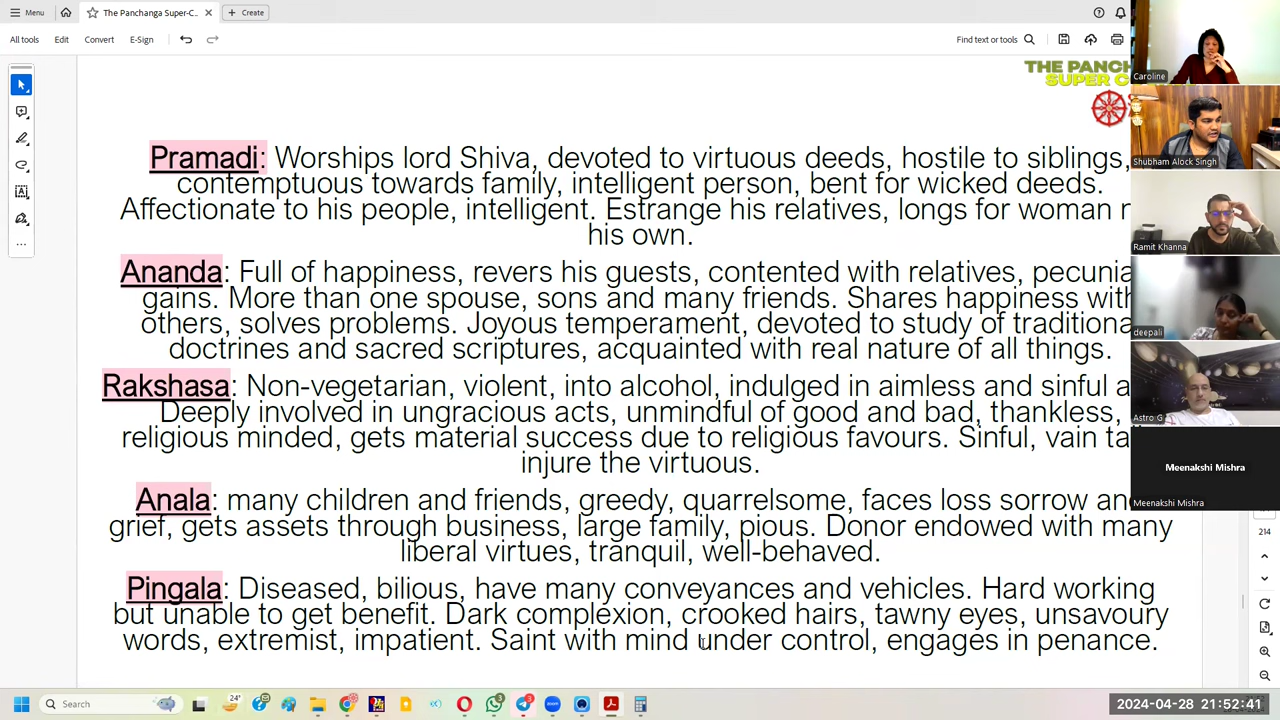 Menu
The Panchanga Super-C..
Create
All tools
Edit
Convert
E-Sign
Find text or tools
THE PANCH
SUPER C
Pramadi: Worships lord Shiva, devoted to virtuous deeds, hostile to siblings,
contemptuous towards family, intelligent person, bent for wicked deeds.
Affectionate to his people, intelligent. Estrange his relatives, longs for woman
his own.
Ananda: Full of happiness, revers his guests, contented with relatives, pecunia
gains. More than one spouse, sons and many friends. Shares happiness with
others, solves problems. Joyous temperament, devoted to study of traditiona
doctrines and sacred scriptures, acquainted with real nature of all things.
Rakshasa: Non-vegetarian, violent, into alcohol, indulged in aimless and sinful a
Deeply involved in ungracious acts, unmindful of good and bad, thankless,
religious minded, gets material success due to religious favours. Sinful, vain ta
injure the virtuous.
Anala: many children and friends, greedy, quarrelsome, faces loss sorrow and
grief, gets assets through business, large family, pious. Donor endowed with many
liberal virtues, tranquil, well-behaved.
Pingala: Diseased, bilious, have many conveyances and vehicles. Hard working
but unable to get benefit. Dark complexion, crooked hairs, tawny eyes, unsavoury
words, extremist, impatient. Saint with mind under control, engages in penance.
Caroline
Shubham Alock Singh
Ramit Khanna
deepali
Astro G
Meenakshi Mishra
Meenakshi Mishra
214
Search
24°
2024-04-28 21:52:41